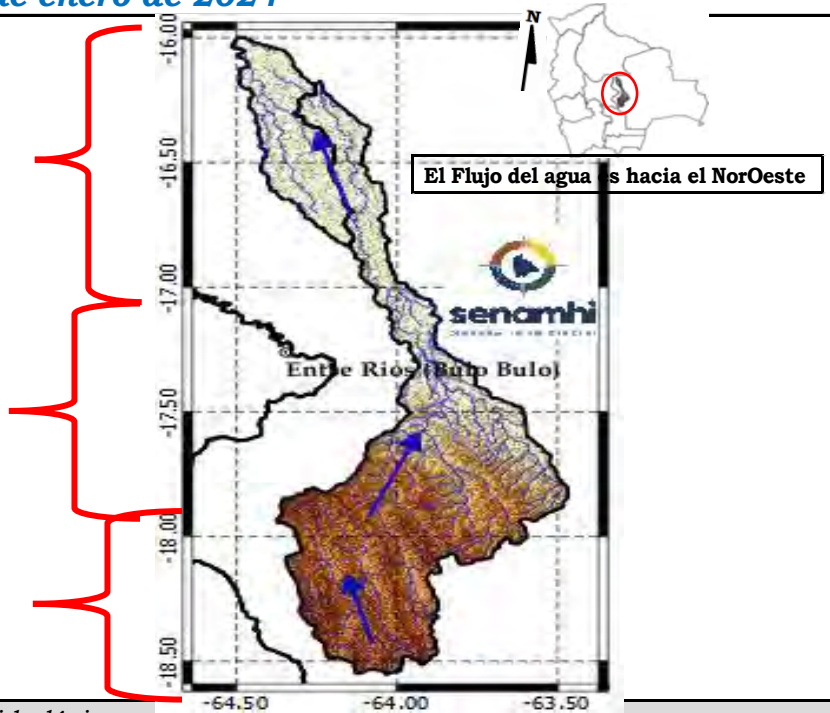 de enero de 2024
N
El Flujo del agua es hacia el NorOeste
-16.00
-16.50
-17.00
-17.50
-18.00
-18.50
senamhi
Entre Rios (Bulo Bulo)
-64.50 -64.00 -63.50